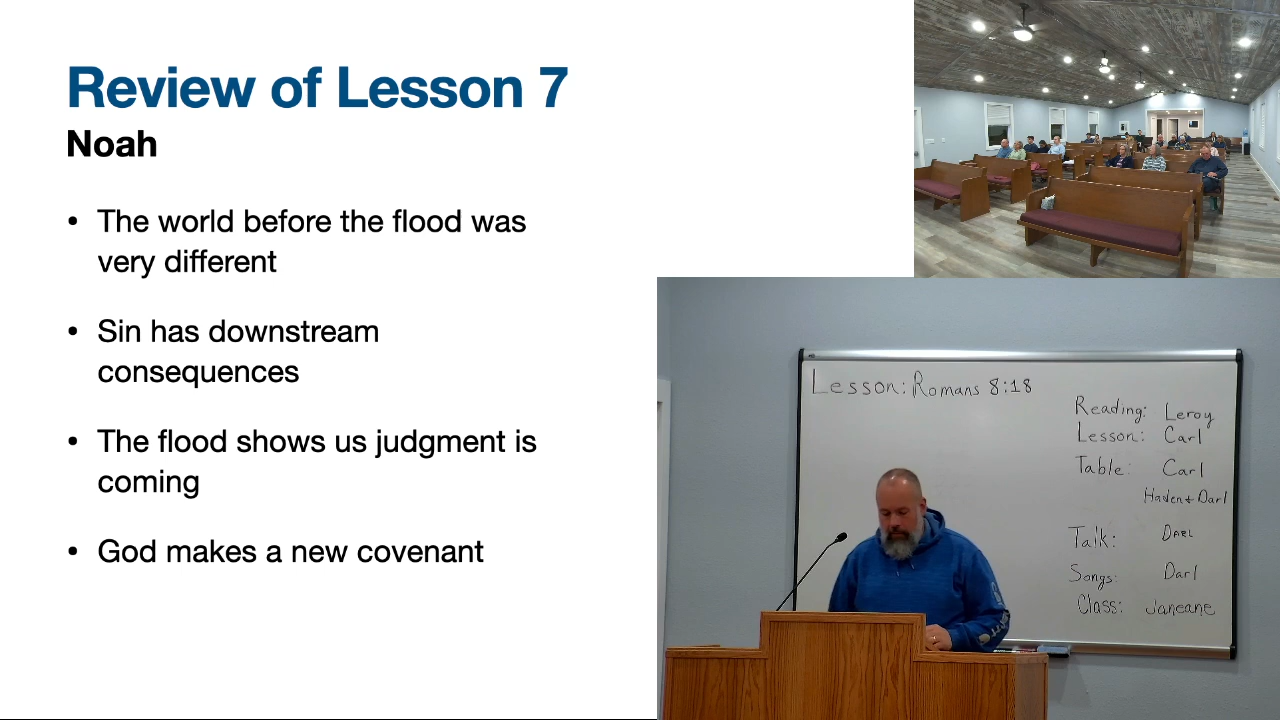 Review of Lesson 7
Noah
• The world before the flood was
very different
• Sin has downstream
consequences
• The flood shows us judgment is
coming
• God makes a new covenant
Lesson: Romans 8:18
Reading: Leroy
Lesson: Carl
Table: Carl
Darl
Talk: Darl
Songs: Darl
Class: Janeane